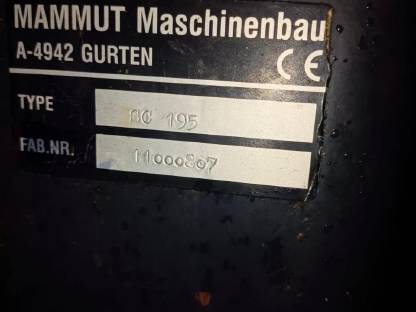 MAMMUT Maschinenbau
A-4942 GURTEN
CE
TYPE SC 195
FAB.NR. 11000807